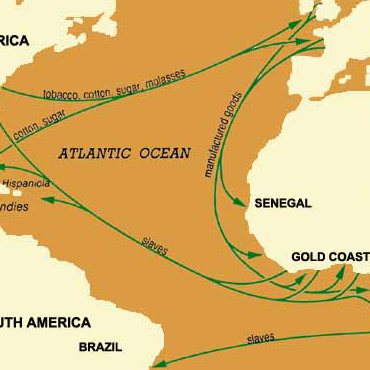 RICA
tobacco, cotton, sugar, molasses
cotton, sugar
manufactured goods
ATLANTIC OCEAN
Hispaniola
ndies
SENEGAL
slaves
GOLD COAST
UTH AMERICA
BRAZIL
slaves